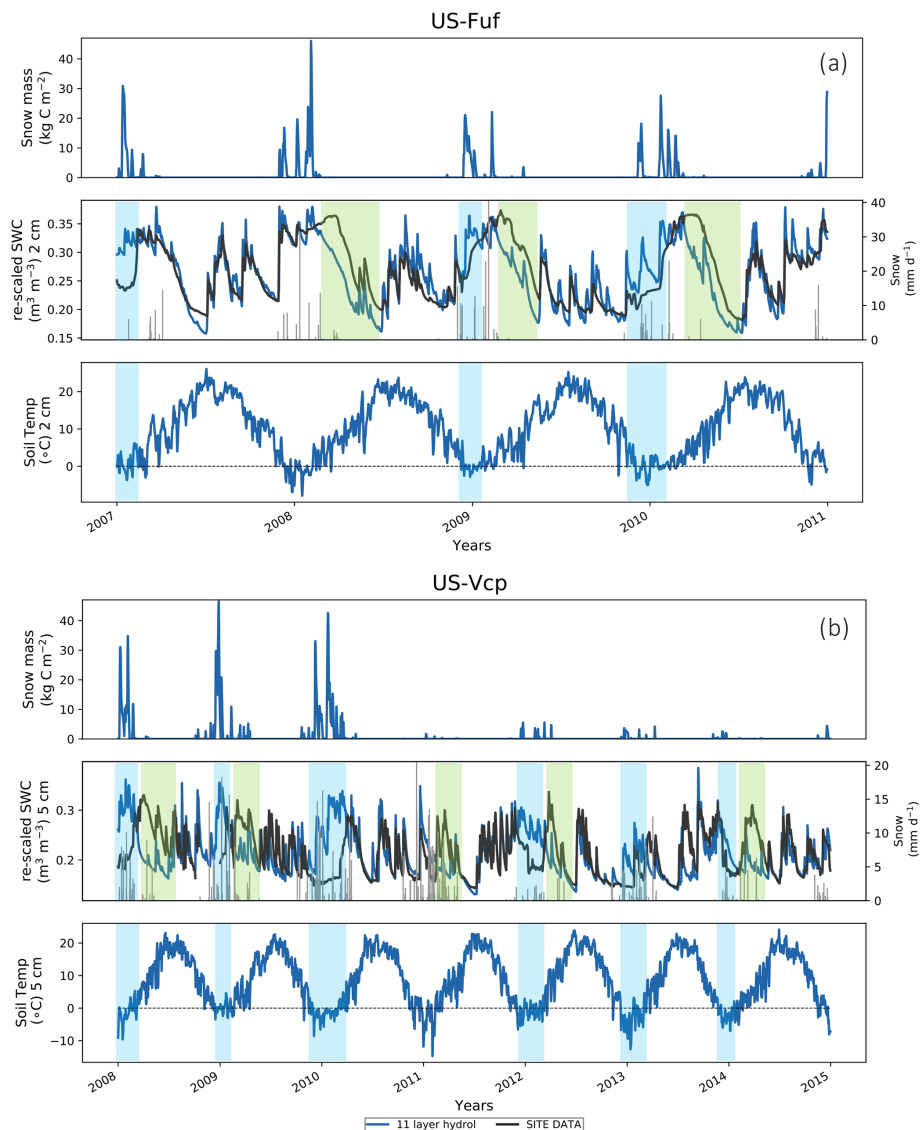 US-Fuf
(a)
Snow mass
(kg C m⁻²)
40
30
20
10
0
re-scaled SWC
(m³ m⁻³) 2 cm
0.35
0.30
0.25
0.20
0.15
40
30
20
10
0
Snow
(mm d⁻¹)
Soil Temp
(∘C) 2 cm
20
10
0
2007
2008
2009
2010
2011
Years
US-Vcp
(b)
Snow mass
(kg C m⁻²)
40
30
20
10
0
re-scaled SWC
(m³ m⁻³) 5 cm
0.3
0.2
20
15
10
5
0
Snow
(mm d⁻¹)
Soil Temp
(∘C) 5 cm
20
10
0
−10
2008
2009
2010
2011
2012
2013
2014
2015
Years
11 layer hydrol
SITE DATA